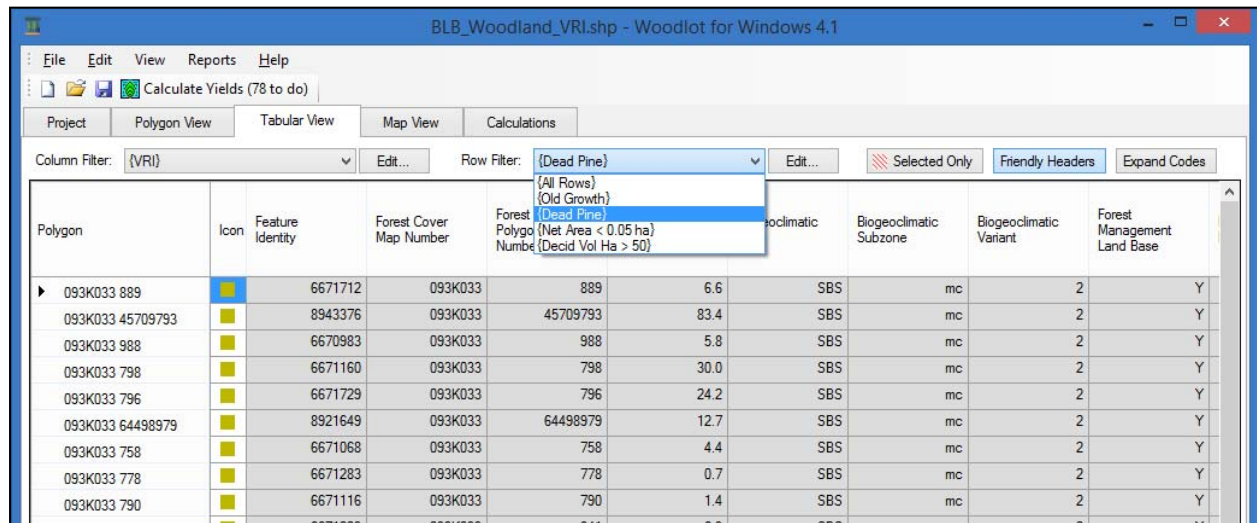 BLB_Woodland_VRI.shp - Woodlot for Windows 4.1
File Edit View Reports Help
Calculate Yields (78 to do)
Project Polygon View Tabular View Map View Calculations
Column Filter: {VRI} Edit... Row Filter: {Dead Pine} Edit... Selected Only Friendly Headers Expand Codes
{All Rows}
{Old Growth}
{Dead Pine}
{Net Area < 0.05 ha}
{Decid Vol Ha > 50}
Polygon Icon Feature Identity Forest Cover Map Number Forest Polygo Numbe eoclimatic Biogeoclimatic Subzone Biogeoclimatic Variant Forest Management Land Base
093K033 889 6671712 093K033 889 6.6 SBS mc 2 Y
093K033 45709793 8943376 093K033 45709793 83.4 SBS mc 2 Y
093K033 988 6670983 093K033 988 5.8 SBS mc 2 Y
093K033 798 6671160 093K033 798 30.0 SBS mc 2 Y
093K033 796 6671729 093K033 796 24.2 SBS mc 2 Y
093K033 64498979 8921649 093K033 64498979 12.7 SBS mc 2 Y
093K033 758 6671068 093K033 758 4.4 SBS mc 2 Y
093K033 778 6671283 093K033 778 0.7 SBS mc 2 Y
093K033 790 6671116 093K033 790 1.4 SBS mc 2 Y